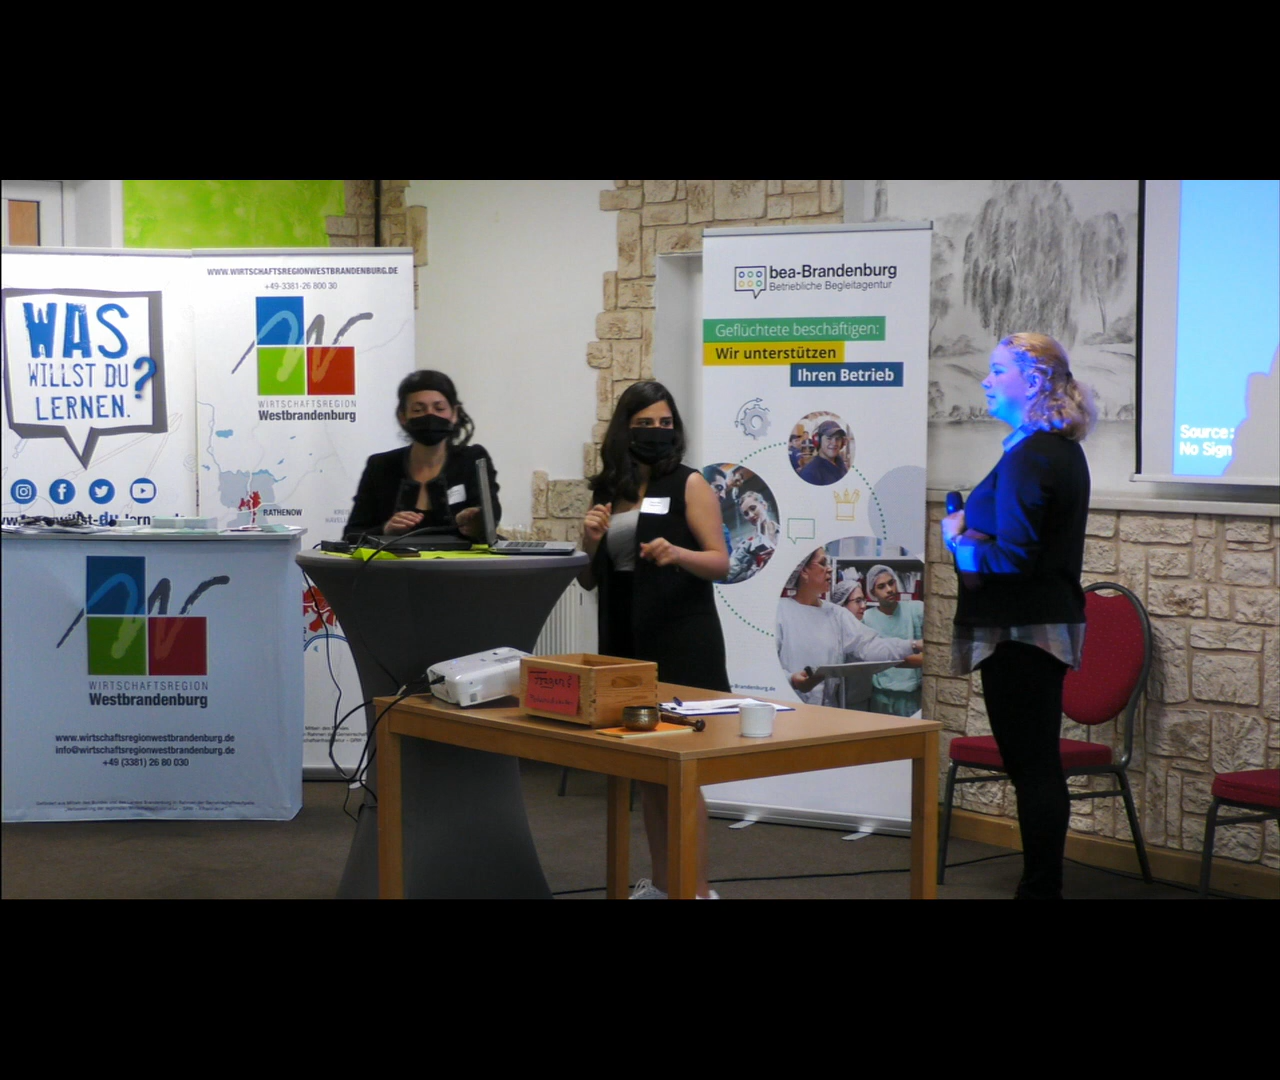 WAS
WILLST DU
LERNEN.
?
WWW.WIRTSCHAFTSREGIONWESTBRANDENBURG.DE
+49-3381-26 800 30
WIRTSCHAFTSREGION
Westbrandenburg
RATHENOW
WIRTSCHAFTSREGION
Westbrandenburg
www.wirtschaftsregionwestbrandenburg.de
info@wirtschaftsregionwestbrandenburg.de
+49 (3381) 26 80 030
bea-Brandenburg
Betriebliche Begleitagentur
Geflüchtete beschäftigen:
Wir unterstützen
Ihren Betrieb
Source:
No Sign